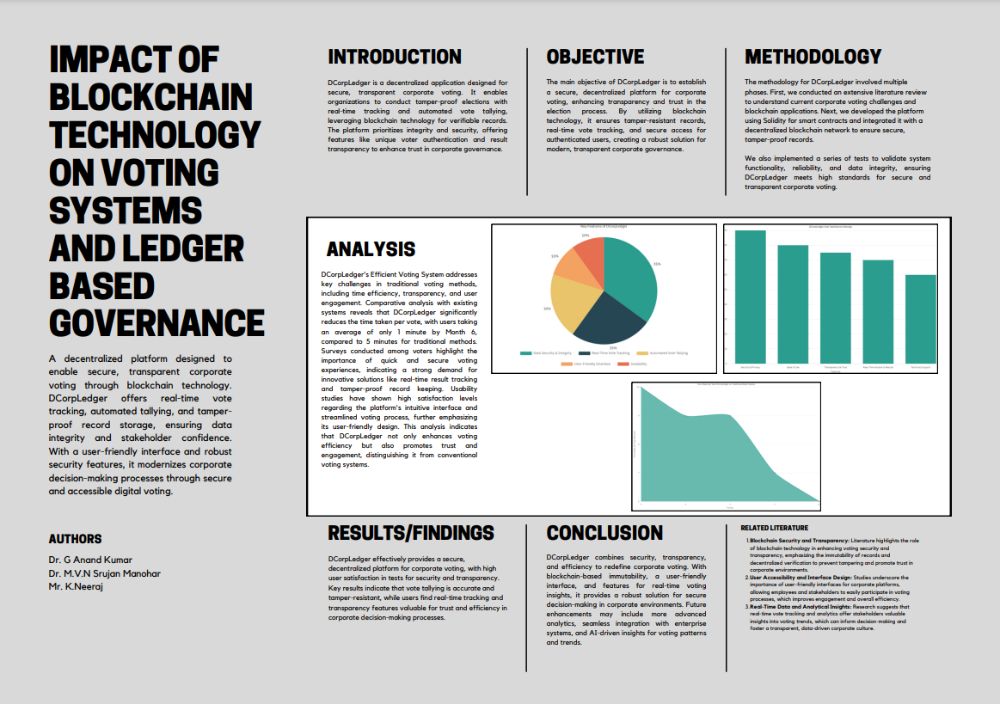 IMPACT OF
BLOCKCHAIN
TECHNOLOGY
ON VOTING
SYSTEMS
AND LEDGER
BASED
GOVERNANCE
A decentralized platform designed to
enable secure, transparent corporate
voting through blockchain technology.
DCorpLedger offers real-time vote
tracking, automated tallying, and tamper-
proof record storage, ensuring data
integrity and stakeholder confidence.
With a user-friendly interface and robust
security features, it modernizes corporate
decision-making processes through secure
and accessible digital voting.
AUTHORS
Dr. G Anand Kumar
Dr. M.V.N Srujan Manohar
Mr. K.Neeraj
INTRODUCTION
DCorpLedger is a decentralized application designed for
secure, transparent corporate voting. It enables
organizations to conduct tamper-proof elections with
real-time tracking and automated vote tallying,
leveraging blockchain technology for verifiable records.
The platform prioritizes integrity and security, offering
features like unique voter authentication and result
transparency to enhance trust in corporate governance.
OBJECTIVE
The main objective of DCorpLedger is to establish
a secure, decentralized platform for corporate
voting, enhancing transparency and trust in the
election process. By utilizing blockchain
technology, it ensures tamper-resistant records,
real-time vote tracking, and secure access for
authenticated users, creating a robust solution for
modern, transparent corporate governance.
METHODOLOGY
The methodology for DCorpLedger involved multiple
phases. First, we conducted an extensive literature review
to understand current corporate voting challenges and
blockchain applications. Next, we developed the platform
using Solidity for smart contracts and integrated it with a
decentralized blockchain network to ensure secure,
tamper-proof records.
We also implemented a series of tests to validate system
functionality, reliability, and data integrity, ensuring
DCorpLedger meets high standards for secure and
transparent corporate voting.
ANALYSIS
DCorpLedger's Efficient Voting System addresses
key challenges in traditional voting methods,
including time efficiency, transparency, and user
engagement. Comparative analysis with existing
systems reveals that DCorpLedger significantly
reduces the time taken per vote, with users taking
an average of only 1 minute by Month 6,
compared to 5 minutes for traditional methods.
Surveys conducted among voters highlight the
importance of quick and secure voting
experiences, indicating a strong demand for
innovative solutions like real-time result tracking
and tamper-proof record keeping. Usability
studies have shown high satisfaction levels
regarding the platform's intuitive interface and
streamlined voting process, further emphasizing
its user-friendly design. This analysis indicates
that DCorpLedger not only enhances voting
efficiency but also promotes trust and
engagement, distinguishing it from conventional
voting systems.
Key Features of DCorpLedger
10%
10%
35%
20%
25%
Data Security & Integrity
Real-Time Vote Tracking
Automated Vote Tallying
User-Friendly Interface
Scalability
RESULTS/FINDINGS
DCorpLedger effectively provides a secure,
decentralized platform for corporate voting, with high
user satisfaction in tests for security and transparency.
Key results indicate that vote tallying is accurate and
tamper-resistant, while users find real-time tracking and
transparency features valuable for trust and efficiency in
corporate decision-making processes.
CONCLUSION
DCorpLedger combines security, transparency,
and efficiency to redefine corporate voting. With
blockchain-based immutability, a user-friendly
interface, and features for real-time voting
insights, it provides a robust solution for secure
decision-making in corporate environments. Future
enhancements may include more advanced
analytics, seamless integration with enterprise
systems, and AI-driven insights for voting patterns
and trends.
RELATED LITERATURE
1.Blockchain Security and Transparency: Literature highlights the role
of blockchain technology in enhancing voting security and
transparency, emphasizing the immutability of records and
decentralized verification to prevent tampering and promote trust in
corporate environments.
2.User Accessibility and Interface Design: Studies underscore the
importance of user-friendly interfaces for corporate platforms,
allowing employees and stakeholders to easily participate in voting
processes, which improves engagement and overall efficiency.
3.Real-Time Data and Analytical Insights: Research suggests that
real-time vote tracking and analytics offer stakeholders valuable
insights into voting trends, which can inform decision-making and
foster a transparent, data-driven corporate culture.